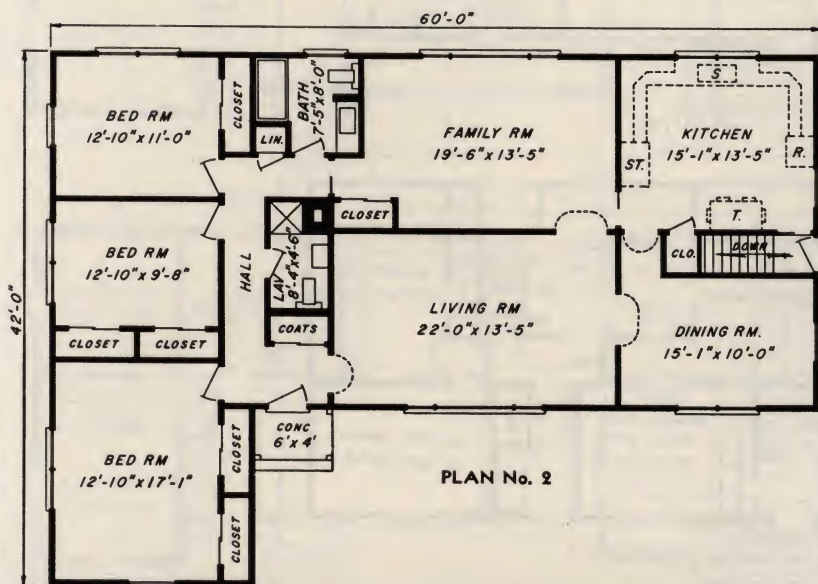 60'-0"
42'-0"
BED RM
12'-10" x 11'-0"
CLOSET
BATH
7'-5" x 8'-0"
LIN.
FAMILY RM
19'-6" x 13'-5"
S
KITCHEN
15'-1" x 13'-5"
ST.
R.
T.
BED RM
12'-10" x 9'-8"
HALL
LAV
8'-4" x 4'-6"
CLOSET
CLO.
DOWN
CLOSET
CLOSET
COATS
LIVING RM
22'-0" x 13'-5"
DINING RM.
15'-1" x 10'-0"
BED RM
12'-10" x 17'-1"
CLOSET
CLOSET
CONC
6' x 4'
PLAN No. 2